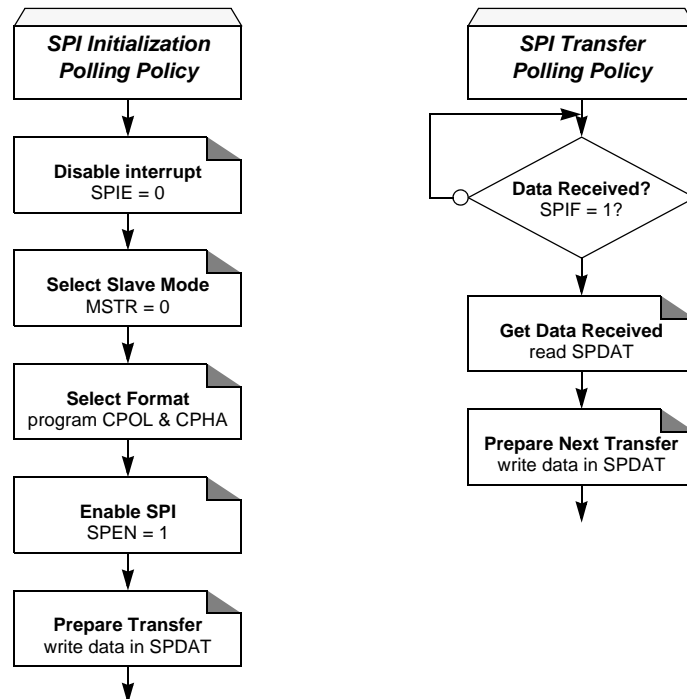 SPI Initialization
Polling Policy
Disable interrupt
SPIE = 0
Select Slave Mode
MSTR = 0
Select Format
program CPOL & CPHA
Enable SPI
SPEN = 1
Prepare Transfer
write data in SPDAT
SPI Transfer
Polling Policy
Data Received?
SPIF = 1?
Get Data Received
read SPDAT
Prepare Next Transfer
write data in SPDAT